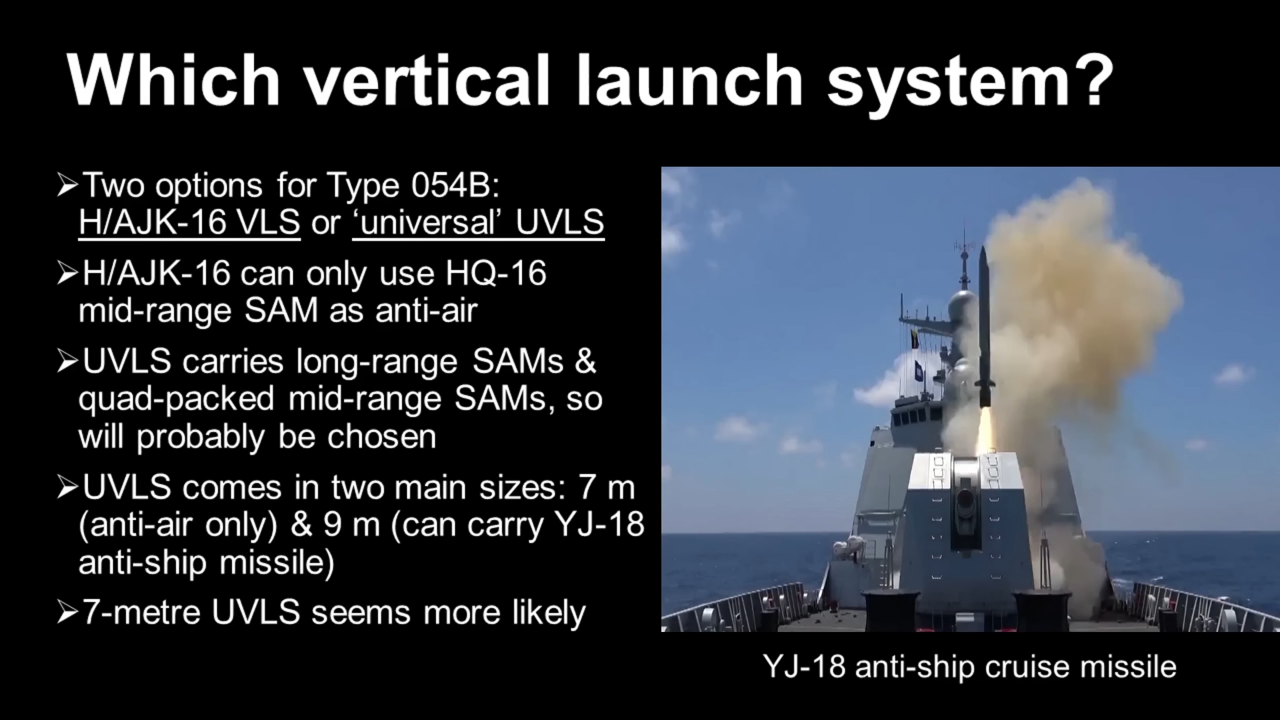 Which vertical launch system?
➢Two options for Type 054B:
H/AJK-16 VLS or ‘universal’ UVLS
➢H/AJK-16 can only use HQ-16
mid-range SAM as anti-air
➢UVLS carries long-range SAMs &
quad-packed mid-range SAMs, so
will probably be chosen
➢UVLS comes in two main sizes: 7 m
(anti-air only) & 9 m (can carry YJ-18
anti-ship missile)
➢7-metre UVLS seems more likely
YJ-18 anti-ship cruise missile